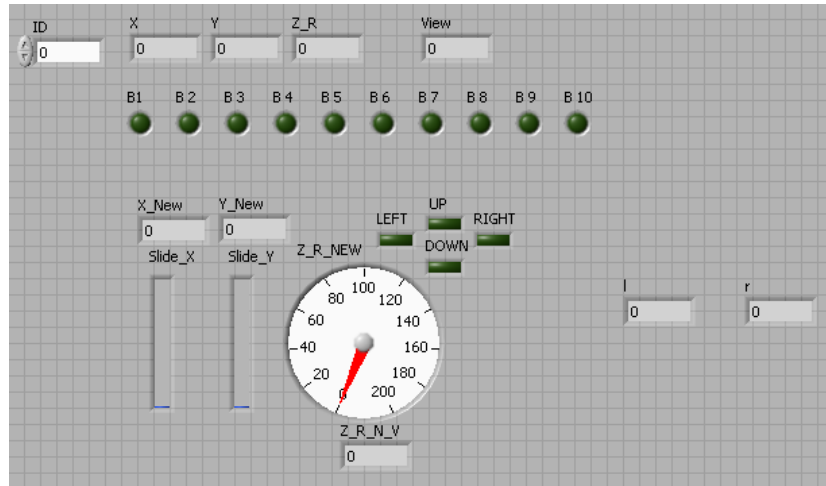 ID X Y Z_R View
0 0 0 0 0
B1 B 2 B 3 B 4 B 5 B 6 B 7 B 8 B 9 B 10
X_New Y_New UP
LEFT RIGHT
0 0
DOWN
Slide_X Slide_Y Z_R_NEW
l r
0 0
0 20 40 60 80 100 120 140 160 180 200
Z_R_N_V
0